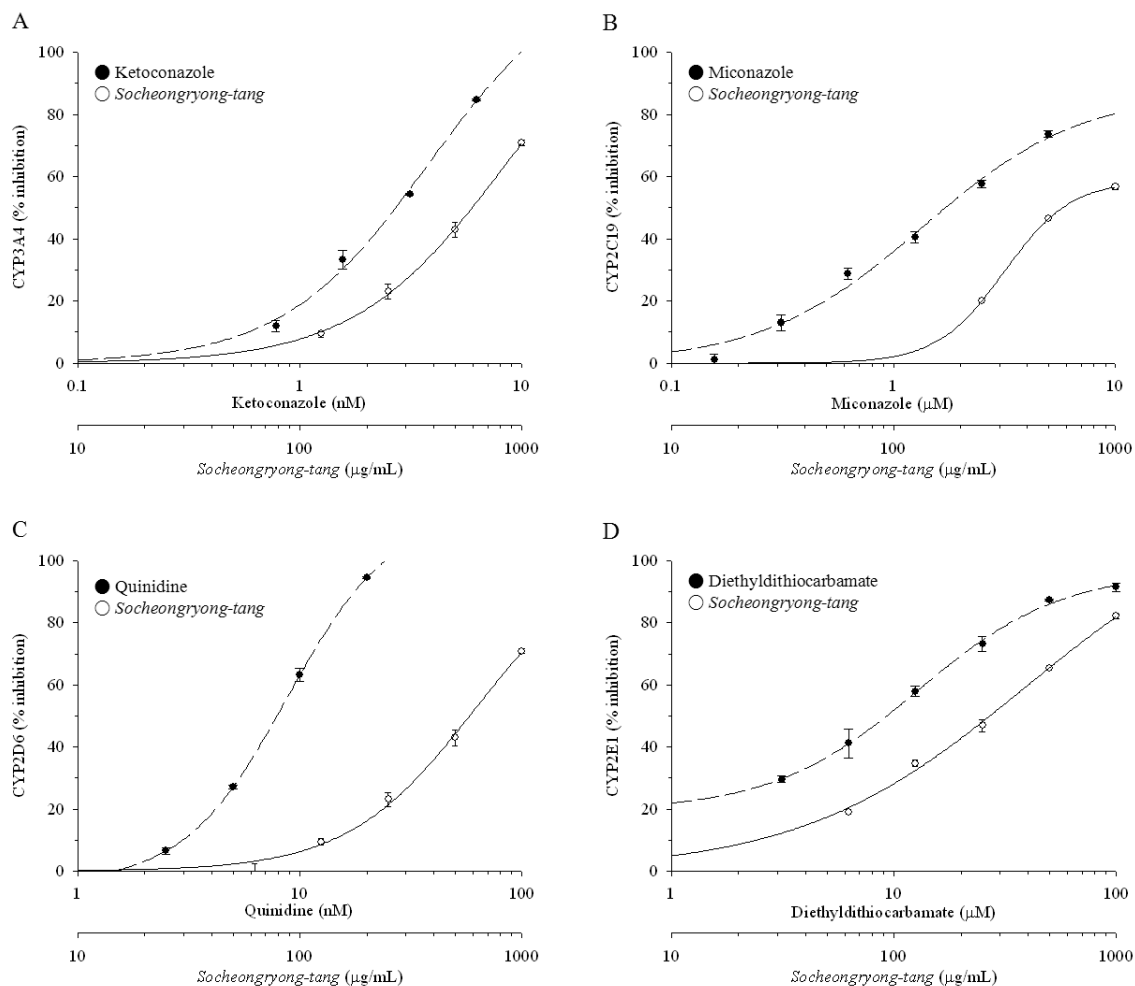 A
Ketoconazole
Socheongryong-tang
CYP3A4 (% inhibition)
100
80
60
40
20
0
0.1 1 10
Ketoconazole (nM)
10 100 1000
Socheongryong-tang (μg/mL)
B
Miconazole
Socheongryong-tang
CYP2C19 (% inhibition)
100
80
60
40
20
0
0.1 1 10
Miconazole (μM)
10 100 1000
Socheongryong-tang (μg/mL)
C
Quinidine
Socheongryong-tang
CYP2D6 (% inhibition)
100
80
60
40
20
0
1 10 100
Quinidine (nM)
10 100 1000
Socheongryong-tang (μg/mL)
D
Diethyldithiocarbamate
Socheongryong-tang
CYP2E1 (% inhibition)
100
80
60
40
20
0
1 10 100
Diethyldithiocarbamate (μM)
10 100 1000
Socheongryong-tang (μg/mL)